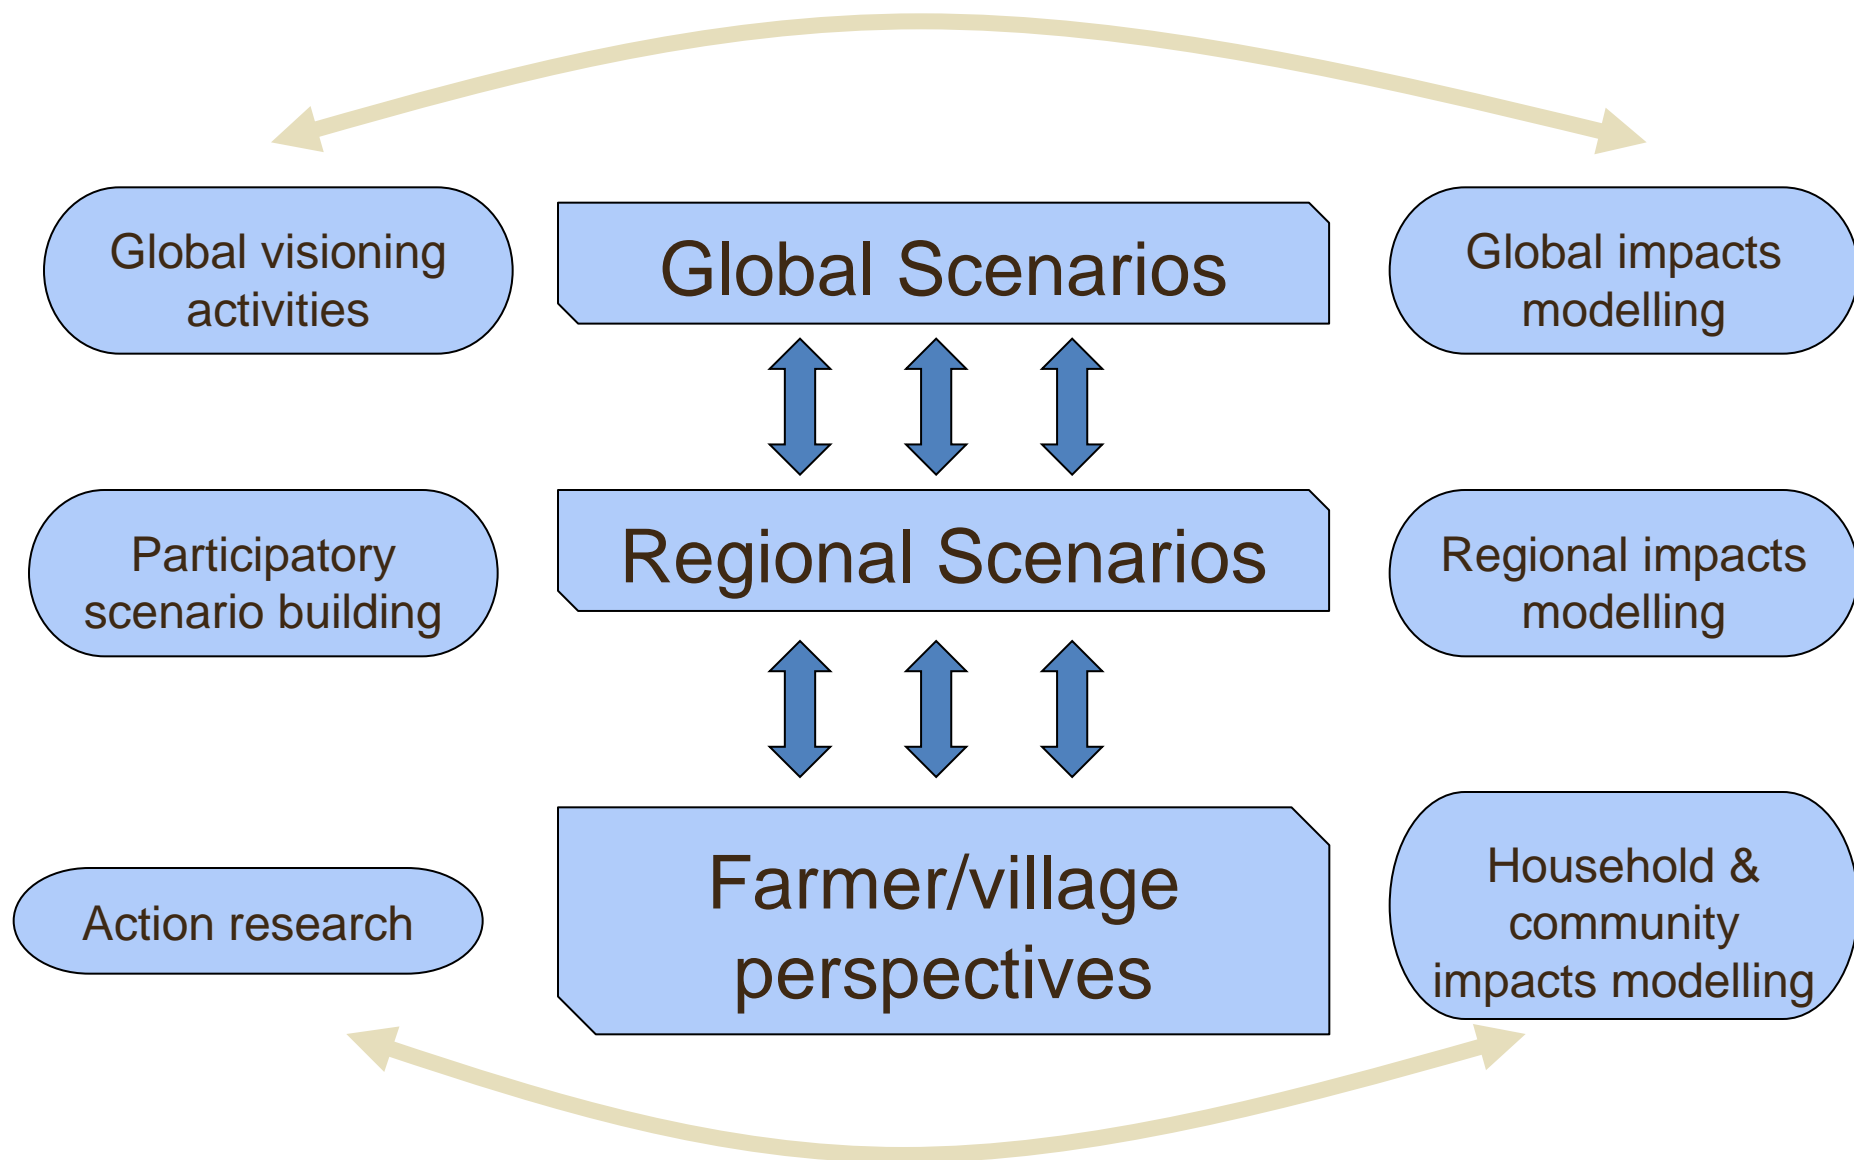 Global visioning
activities
Global Scenarios
Global impacts
modelling
Participatory
scenario building
Regional Scenarios
Regional impacts
modelling
Action research
Farmer/village
perspectives
Household &
community
impacts modelling